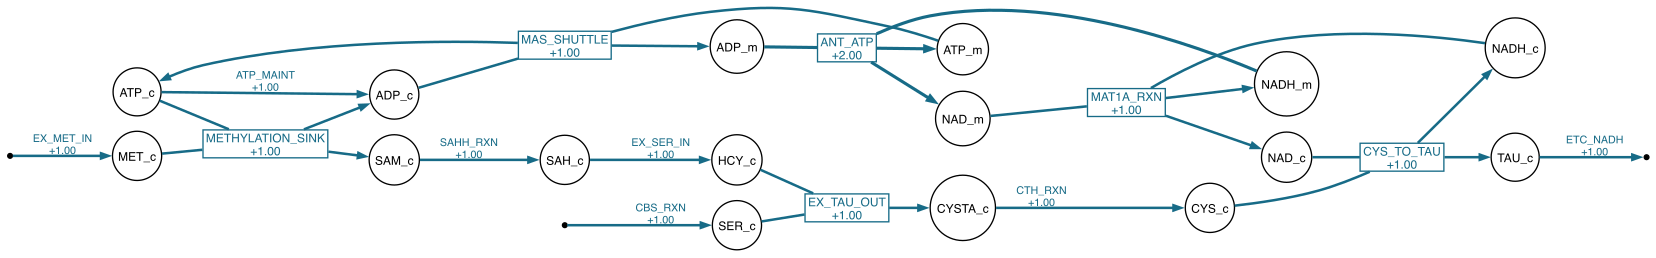 MAS_SHUTTLE
+1.00
ADP_m
ANT_ATP
+2.00
ATP_m
NADH_c
ATP_c
ATP_MAINT
+1.00
ADP_c
NADH_m
MAT1A_RXN
+1.00
NAD_m
EX_MET_IN
+1.00
MET_c
METHYLATION_SINK
+1.00
SAM_c
SAHH_RXN
+1.00
SAH_c
EX_SER_IN
+1.00
HCY_c
NAD_c
CYS_TO_TAU
+1.00
TAU_c
ETC_NADH
+1.00
CBS_RXN
+1.00
SER_c
EX_TAU_OUT
+1.00
CYSTA_c
CTH_RXN
+1.00
CYS_c